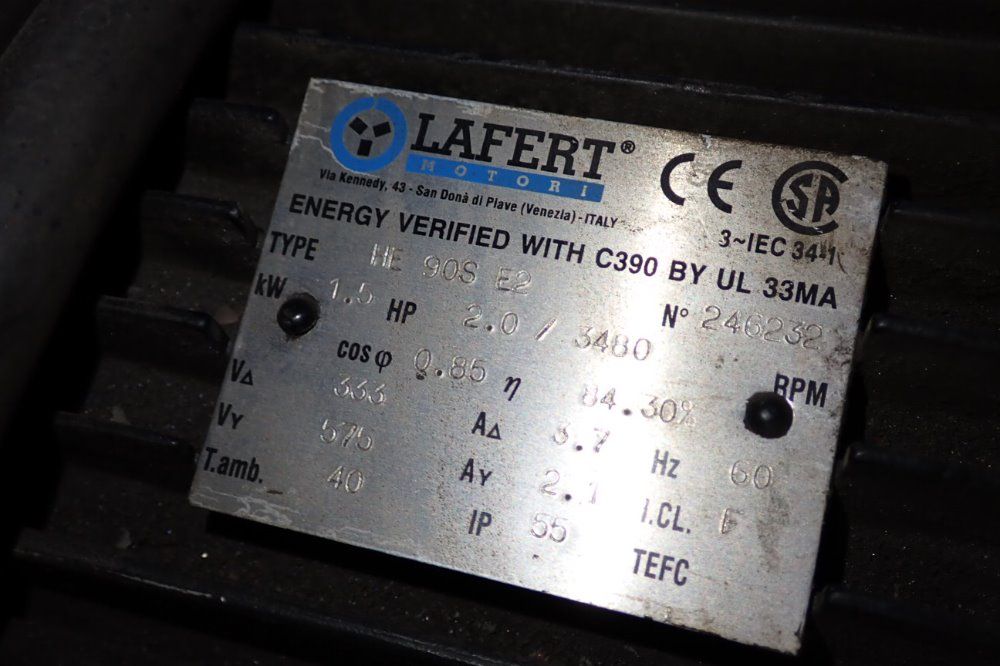 LAFERT®
MOTORI
Via Kennedy, 43 - San Donà di Piave (Venezia) - ITALY
CE SA
3~IEC 34-1
ENERGY VERIFIED WITH C390 BY UL 33MA
TYPE HE 90S E2 N° 246232
kW 1.5 HP 2.0 / 3480 RPM
cos φ 0.85 η 84.30%
V∆ 333 A∆ 3.7 Hz 60
VY 575 AY 2.1 I.CL. F
T.amb. 40 IP 55 TEFC